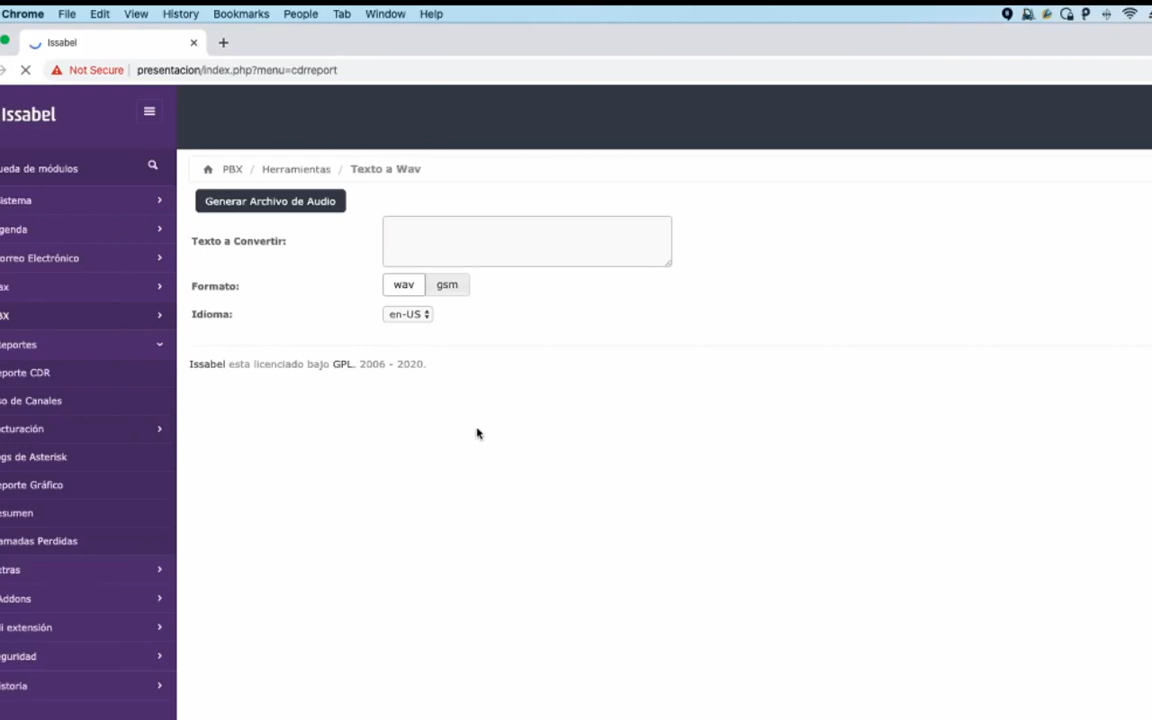 Chrome File Edit View History Bookmarks People Tab Window Help
Issabel
Not Secure presentacion/index.php?menu=cdrreport
Issabel
ueda de módulos
istema
genda
orreo Electrónico
ax
BX
eportes
eporte CDR
so de Canales
cturación
gs de Asterisk
eporte Gráfico
esumen
amadas Perdidas
xtras
Addons
i extensión
guridad
istoria
PBX / Herramientas / Texto a Wav
Generar Archivo de Audio
Texto a Convertir:
Formato: wav gsm
Idioma: en-US
Issabel esta licenciado bajo GPL. 2006 - 2020.